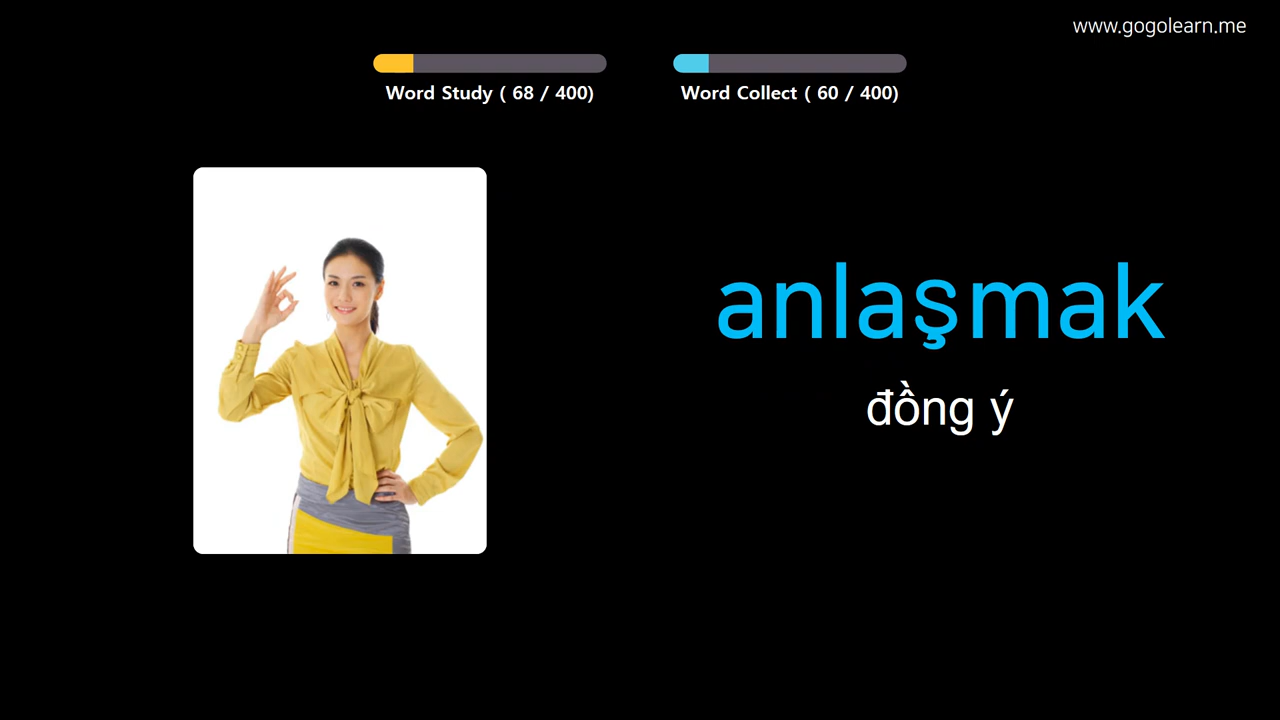 www.gogolearn.me
Word Study ( 68 / 400)
Word Collect ( 60 / 400)
anlaşmak
đồng ý